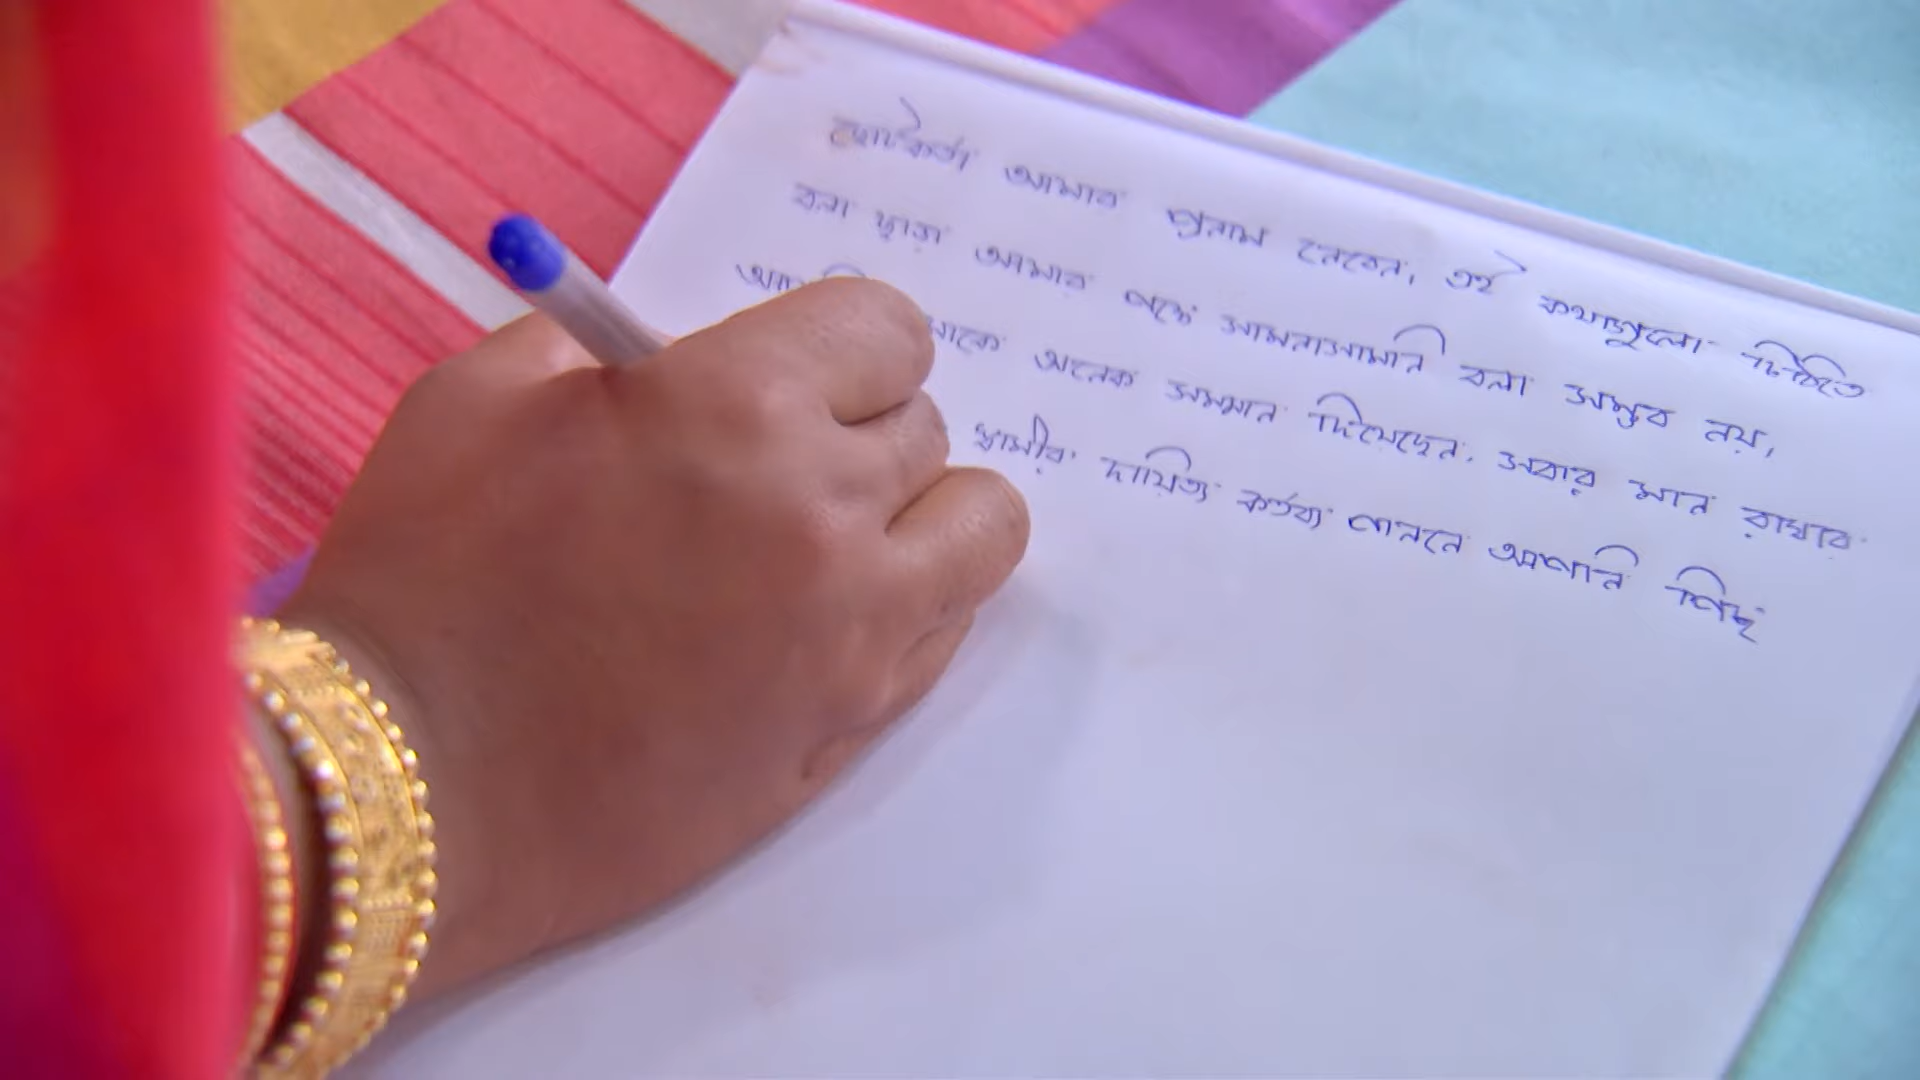 ছোটকর্তা আমার প্রনাম নেবেন, এই কথাগুলো চিঠিতে
বলা ছাড়া আমার পক্ষে সামনাসামনি বলা সম্ভব নয়,
অনেক সম্মান দিয়েছেন. সবার মান রাখার
স্বামীর দায়িত্য কর্তব্য পালনে আপনি